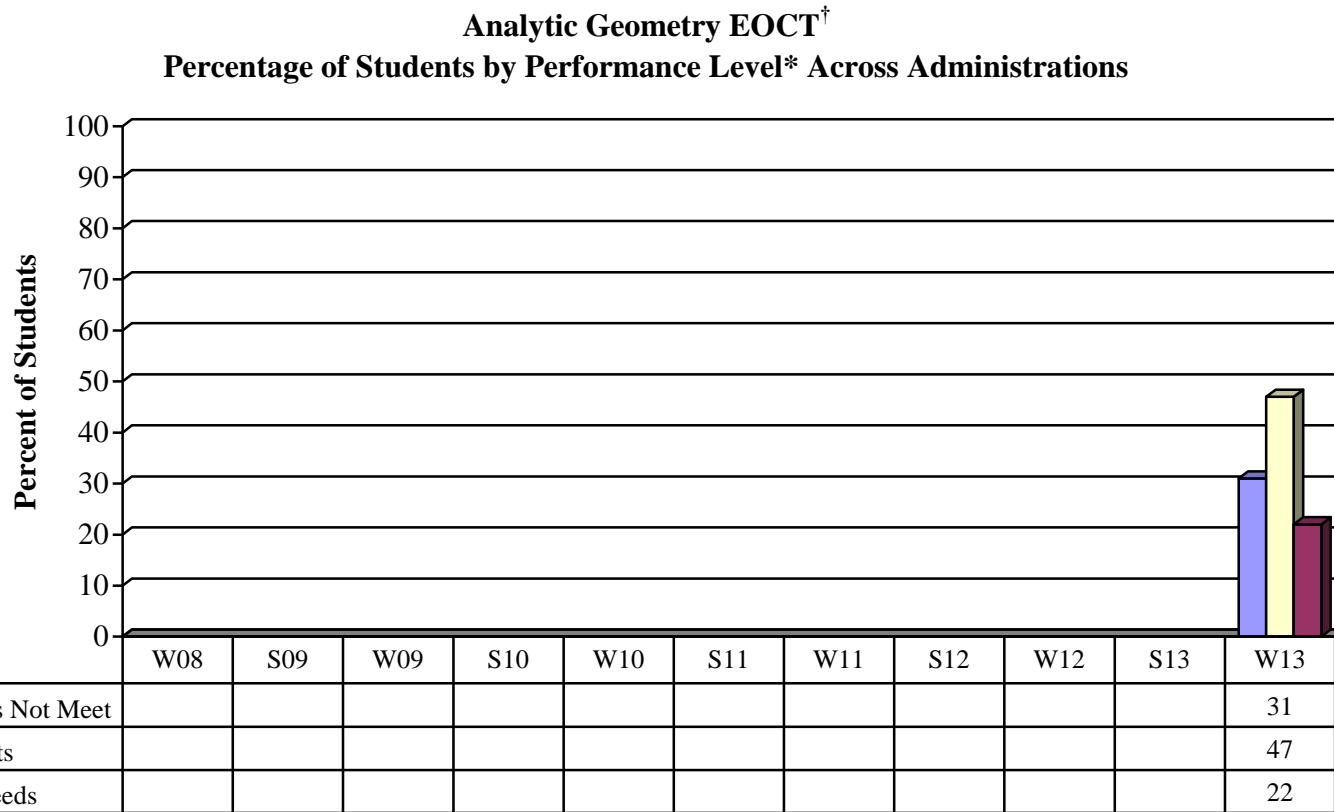 Analytic Geometry EOCT†
Percentage of Students by Performance Level* Across Administrations
Percent of Students
100
90
80
70
60
50
40
30
20
10
0
W08 S09 W09 S10 W10 S11 W11 S12 W12 S13 W13
s Not Meet 31
ts 47
eeds 22